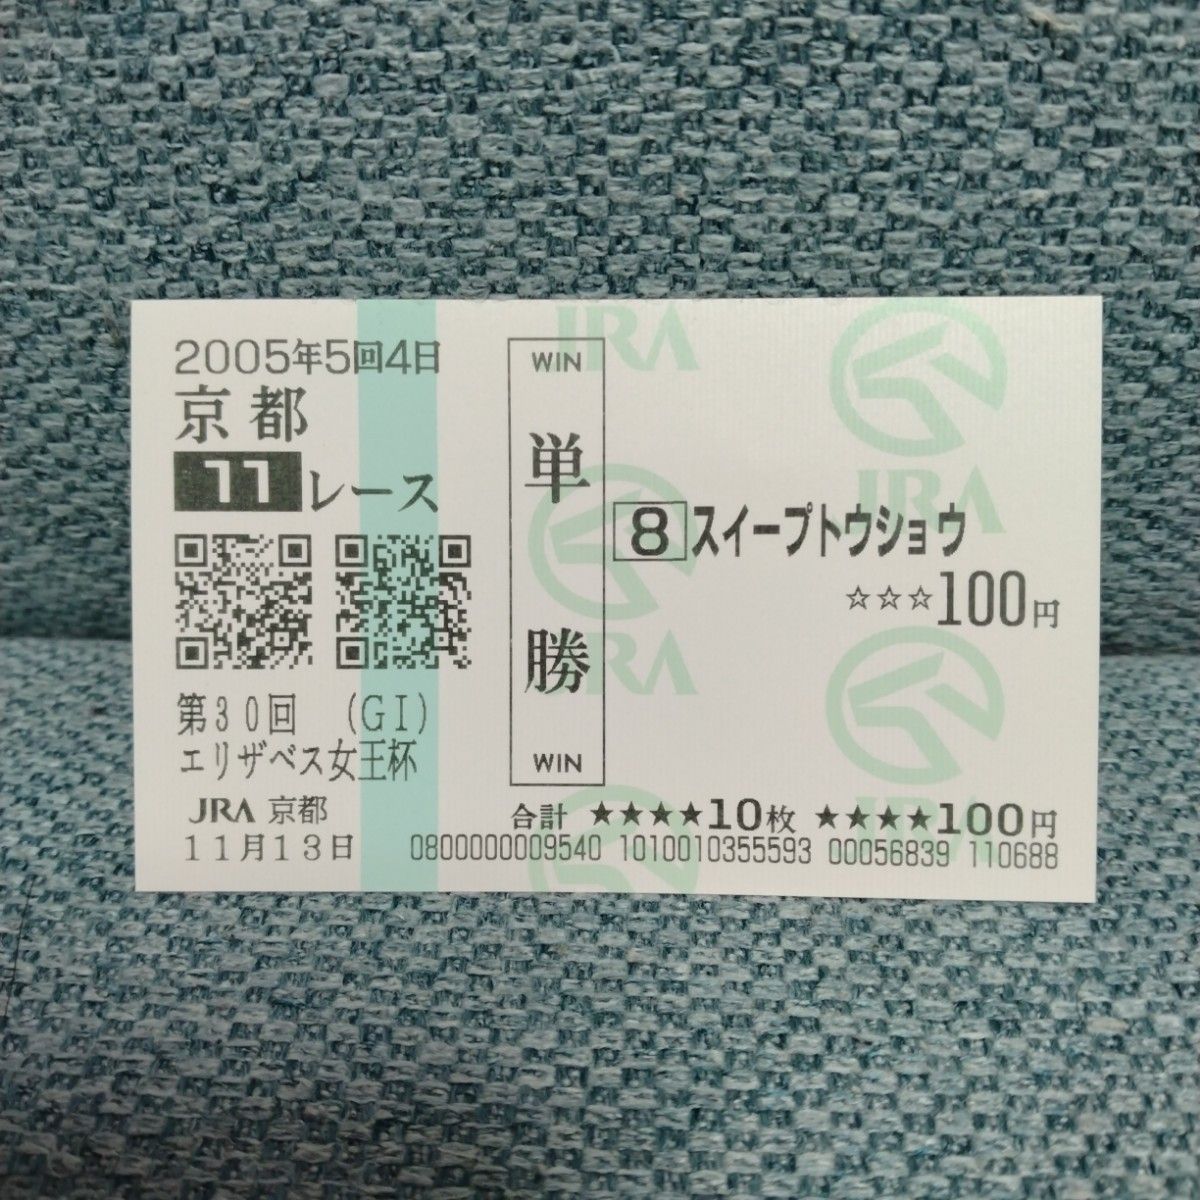 2005年5回4日
京都
11レース
第30回 (GI)
エリザベス女王杯
JRA 京都
11月13日
WIN
単
勝
WIN
8 スイープトウショウ
☆☆☆100円
合計 ★★★★10枚 ★★★★100円
0800000009540 1010010355593 00056839 110688
JRA
JRA
JRA
JRA